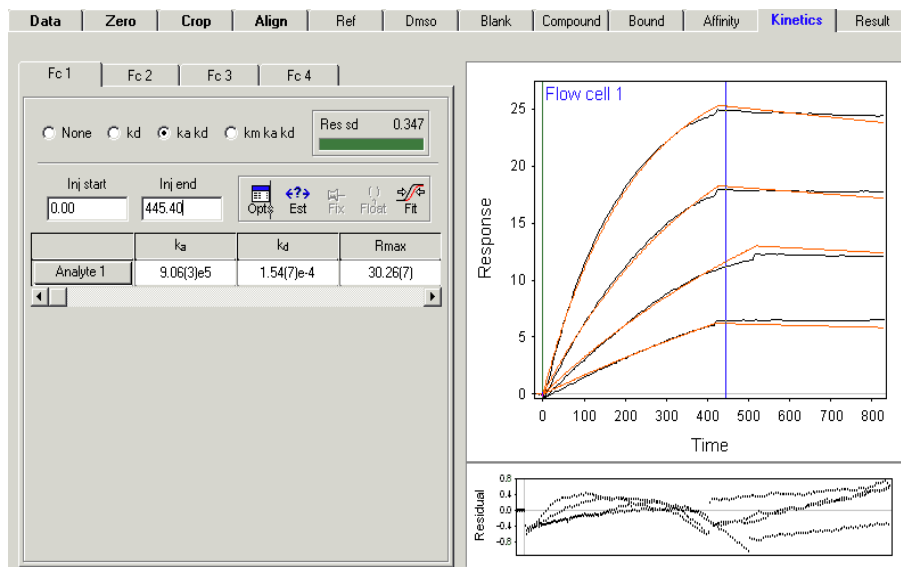 Data Zero Crop Align Ref Dmso Blank Compound Bound Affinity Kinetics Result
Fc 1 Fc 2 Fc 3 Fc 4
None kd ka kd km ka kd
Res sd 0.347
Inj start Inj end
0.00 445.40
Opts Est Fix Float Fit
ka kd Rmax
Analyte 1 9.06(3)e5 1.54(7)e-4 30.26(7)
Flow cell 1
Response
25
20
15
10
5
0
0 100 200 300 400 500 600 700 800
Time
Residual
0.8
0.4
0.0
-0.4
-0.8